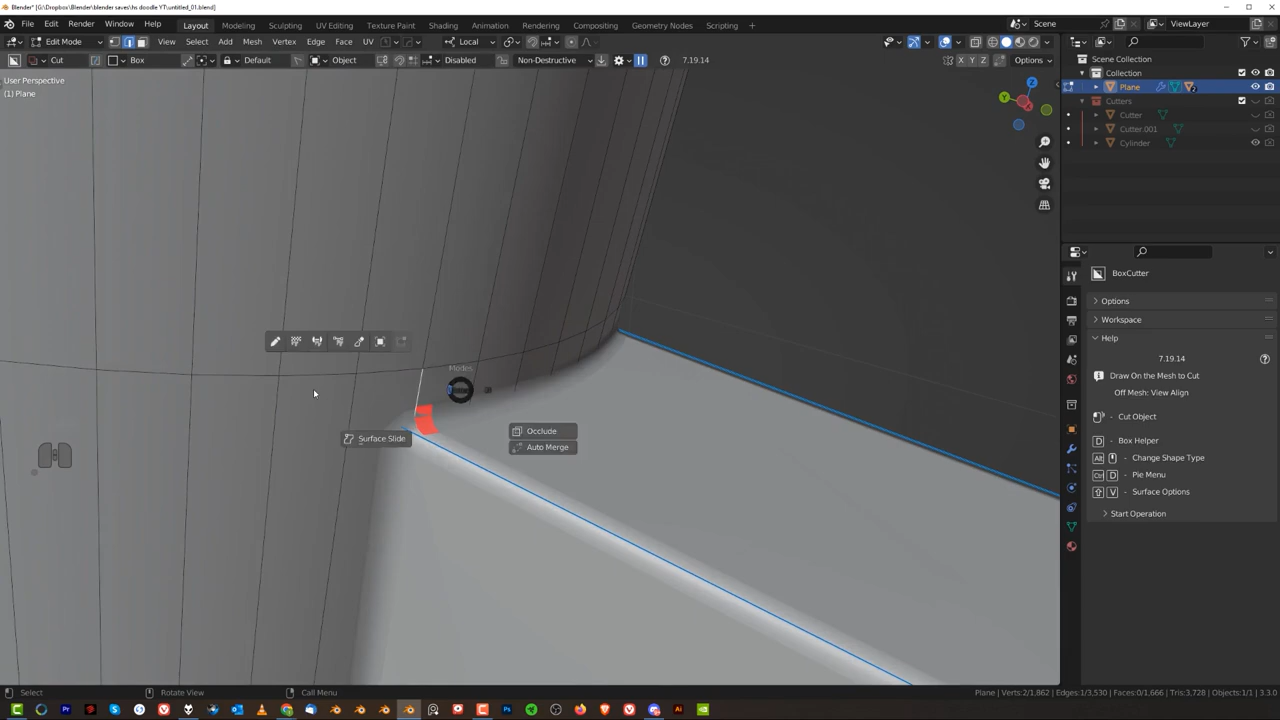 Blender* [G:\Dropbox\Blender\blender saves\hs doodle YT\untitled_01.blend]
File Edit Render Window Help Layout Modeling Sculpting UV Editing Texture Paint Shading Animation Rendering Compositing Geometry Nodes Scripting Scene ViewLayer
Edit Mode View Select Add Mesh Vertex Edge Face UV Local
Cut Box Default Object Disabled Non-Destructive 7.19.14 X Y Z Options
User Perspective
(1) Plane
Z
Y
X
Modes
Surface Slide
Occlude
Auto Merge
Scene Collection
Collection
Plane
Cutters
Cutter
Cutter.001
Cylinder
BoxCutter
Options
Workspace
Help
7.19.14
Draw On the Mesh to Cut
Off Mesh: View Align
- Cut Object
D - Box Helper
Alt - Change Shape Type
Ctrl D - Pie Menu
V - Surface Options
Start Operation
Select Rotate View Call Menu Plane | Verts:2/1,862 | Edges:1/3,530 | Faces:0/1,666 | Tris:3,728 | Objects:1/1 | 3.3.0